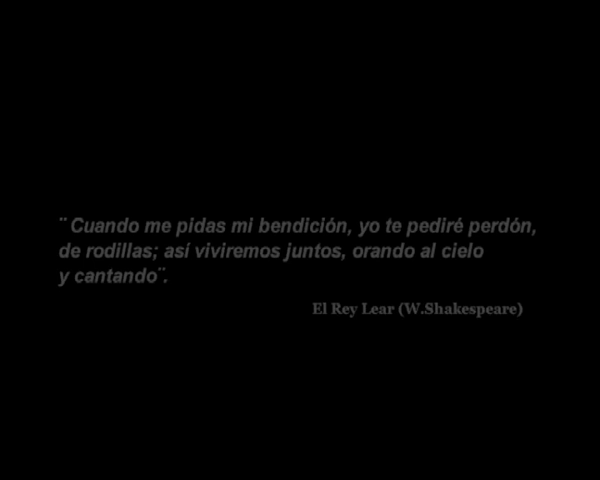 ¨ Cuando me pidas mi bendición, yo te pediré perdón,
de rodillas; así viviremos juntos, orando al cielo
y cantando¨.
El Rey Lear (W.Shakespeare)